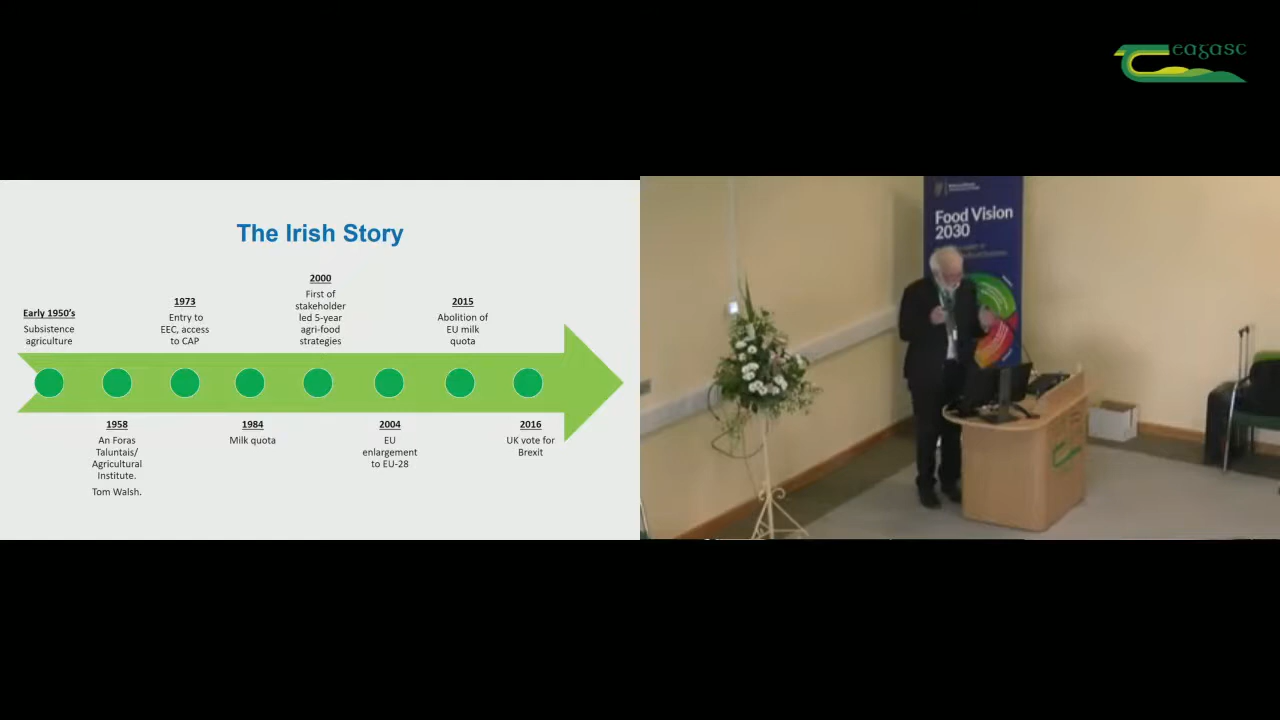 eagasc
The Irish Story
Early 1950's
Subsistence
agriculture
1958
An Foras
Taluntais/
Agricultural
Institute.
Tom Walsh.
1973
Entry to
EEC, access
to CAP
1984
Milk quota
2000
First of
stakeholder
led 5-year
agri-food
strategies
2004
EU
enlargement
to EU-28
2015
Abolition of
EU milk
quota
2016
UK vote for
Brexit
Food Vision
2030